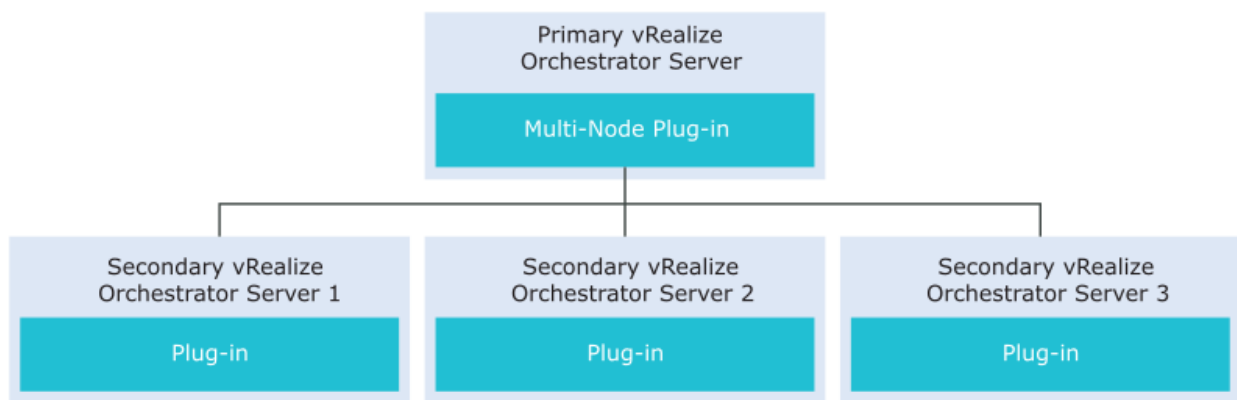 Primary vRealize
Orchestrator Server
Multi-Node Plug-in
Secondary vRealize
Orchestrator Server 1
Plug-in
Secondary vRealize
Orchestrator Server 2
Plug-in
Secondary vRealize
Orchestrator Server 3
Plug-in